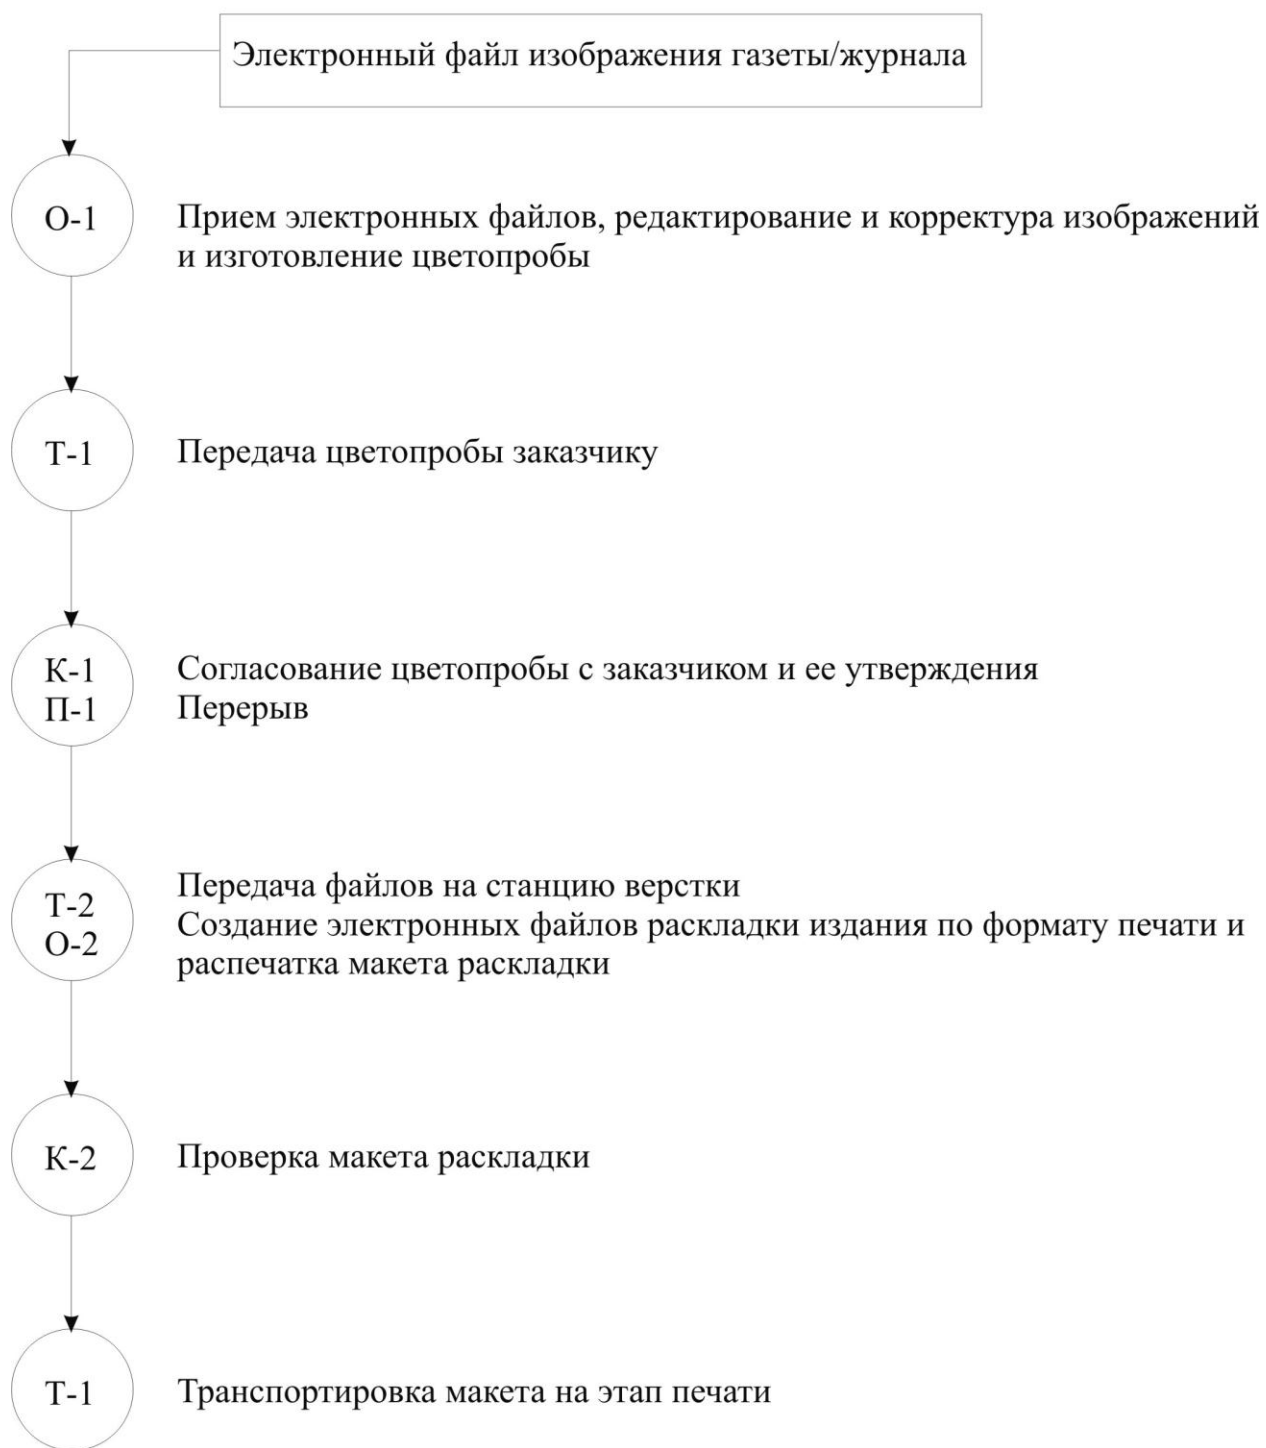 Электронный файл изображения газеты/журнала
О-1
Прием электронных файлов, редактирование и корректура изображений
и изготовление цветопробы
Т-1
Передача цветопробы заказчику
К-1
П-1
Согласование цветопробы с заказчиком и ее утверждения
Перерыв
Т-2
О-2
Передача файлов на станцию верстки
Создание электронных файлов раскладки издания по формату печати и
распечатка макета раскладки
К-2
Проверка макета раскладки
Т-1
Транспортировка макета на этап печати